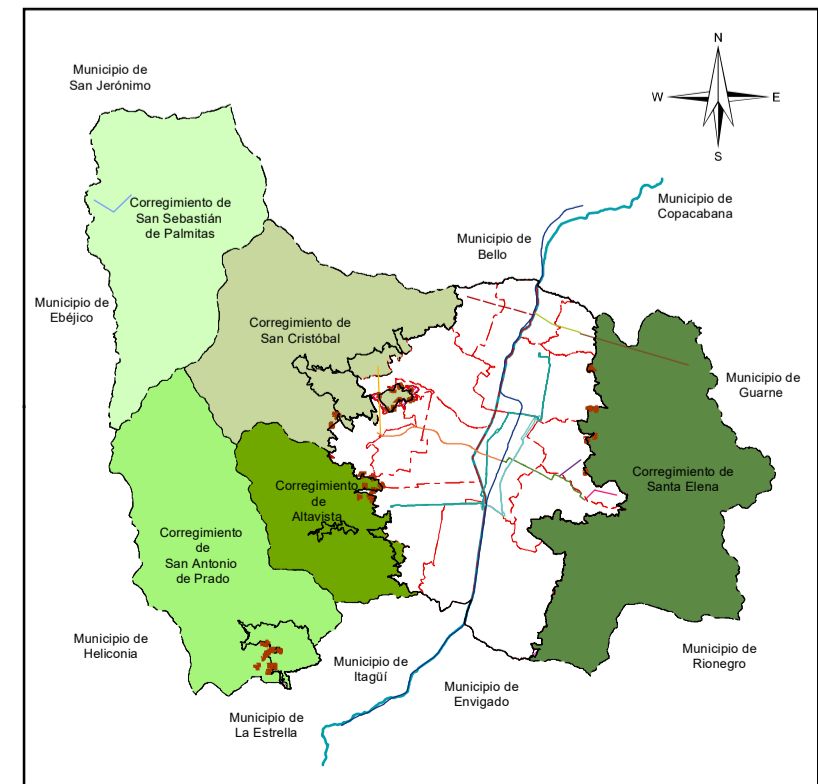 N
W
E
S
Municipio de
San Jerónimo
Corregimiento de
San Sebastián
de Palmitas
Municipio de
Copacabana
Municipio de
Bello
Municipio de
Ebéjico
Corregimiento de
San Cristóbal
Municipio de
Guarne
Corregimiento de
Santa Elena
Corregimiento
de
Altavista
Corregimiento
de
San Antonio
de Prado
Municipio de
Heliconia
Municipio de
Itagüí
Municipio de
Rionegro
Municipio de
Envigado
Municipio de
La Estrella